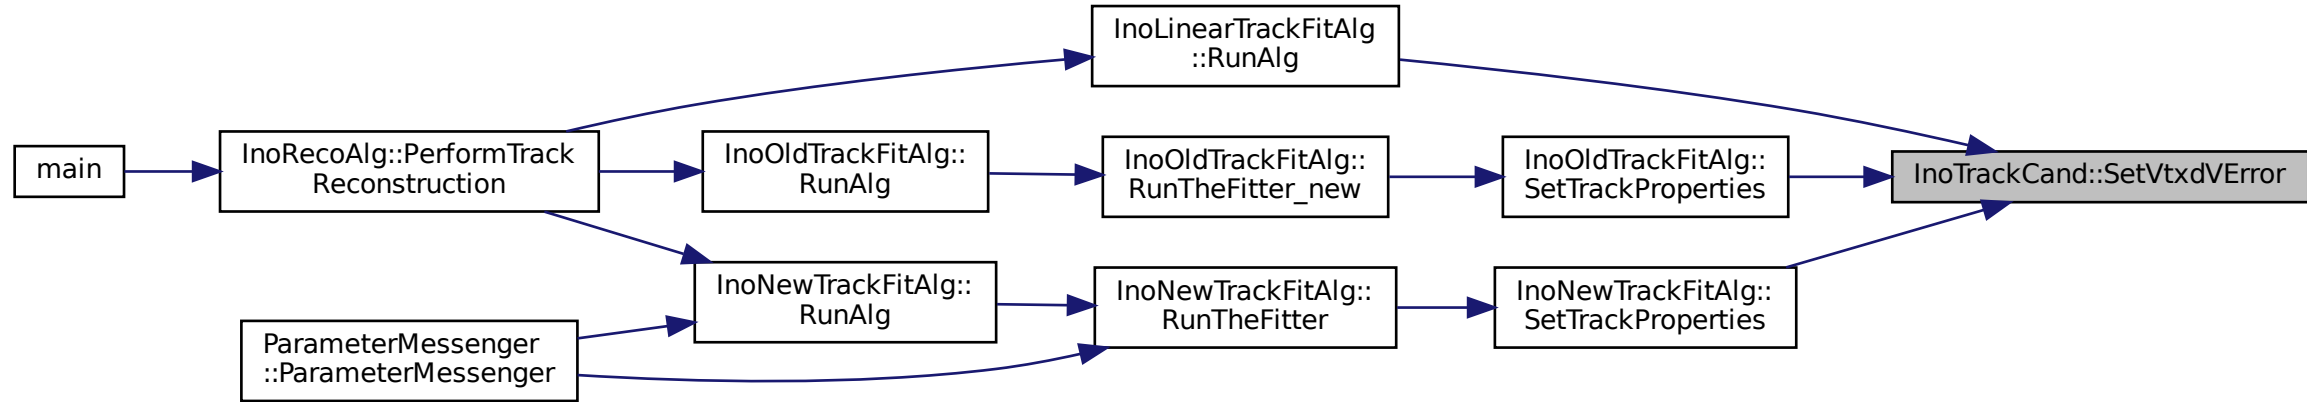 main
InoRecoAlg::PerformTrack
Reconstruction
InoLinearTrackFitAlg
::RunAlg
InoOldTrackFitAlg::
RunAlg
InoOldTrackFitAlg::
RunTheFitter_new
InoOldTrackFitAlg::
SetTrackProperties
InoTrackCand::SetVtxdVError
InoNewTrackFitAlg::
RunAlg
InoNewTrackFitAlg::
RunTheFitter
InoNewTrackFitAlg::
SetTrackProperties
ParameterMessenger
::ParameterMessenger